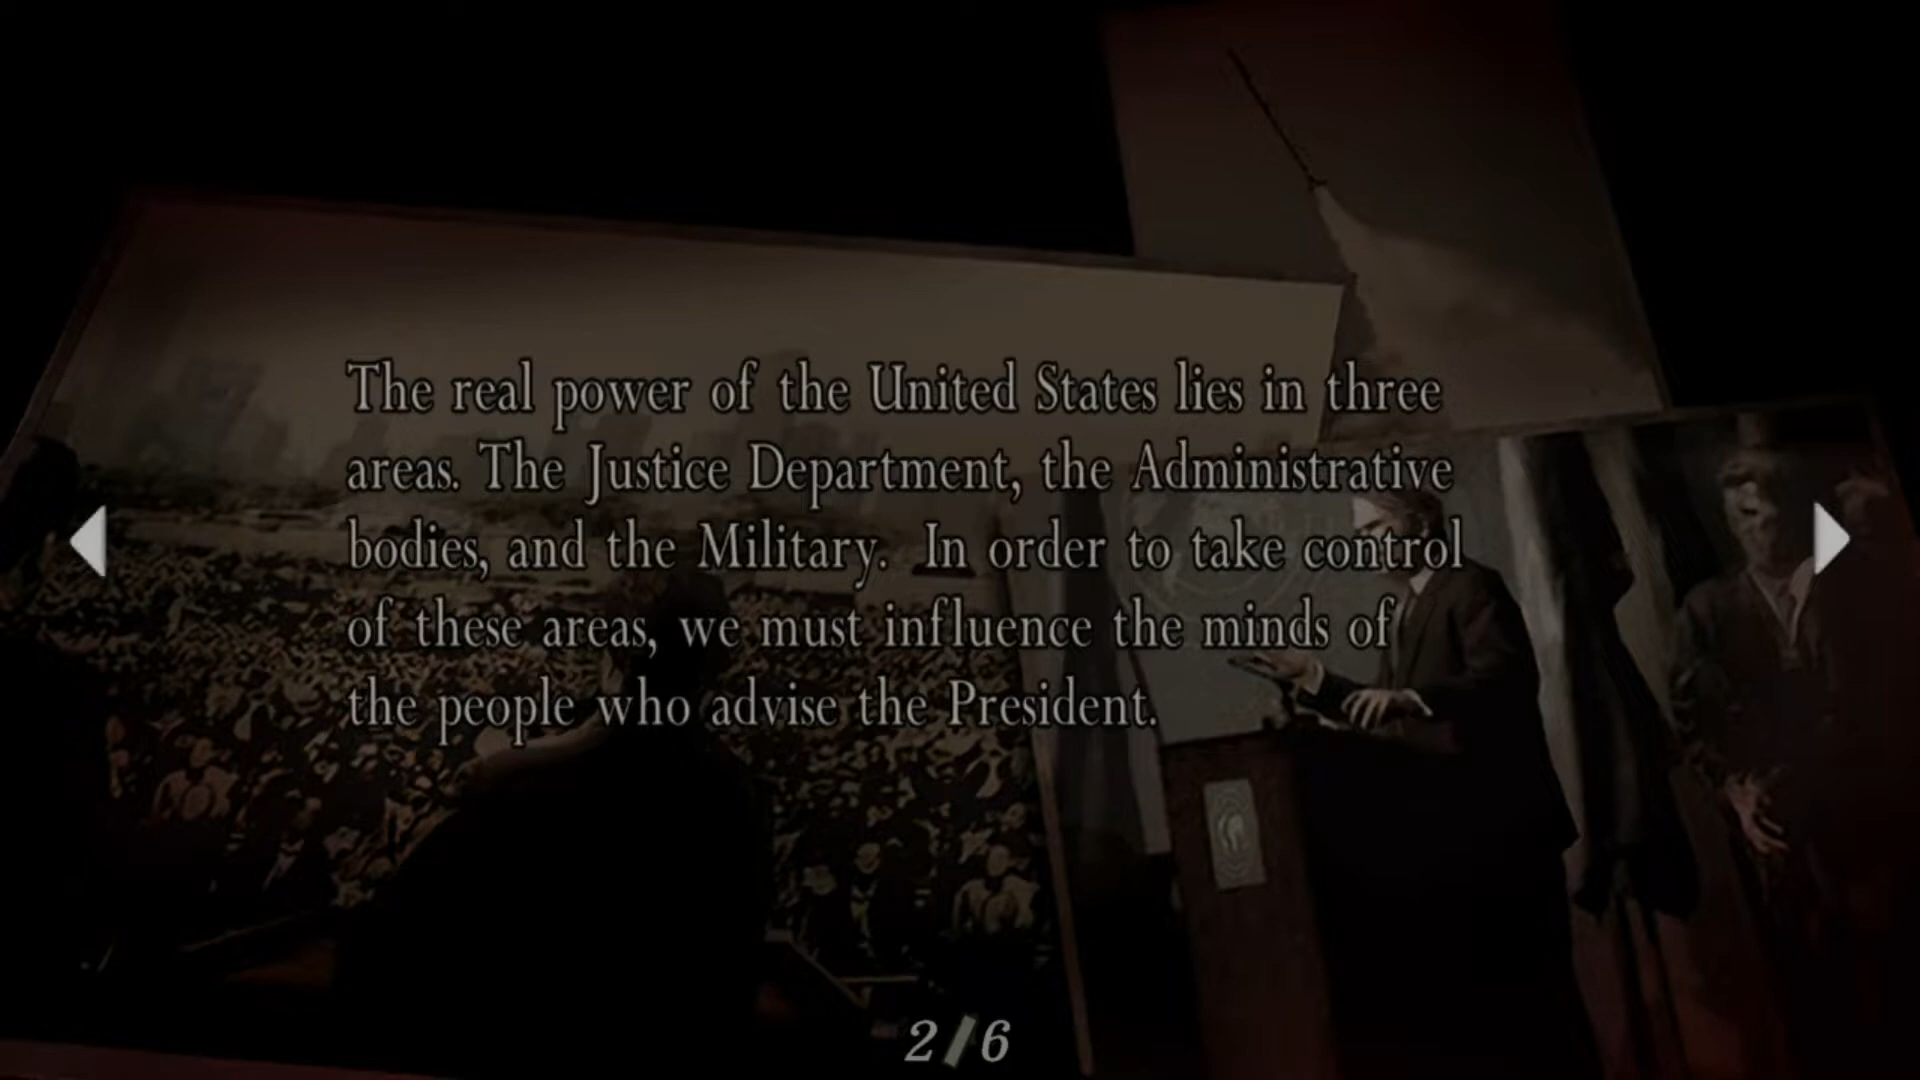 The real power of the United States lies in three
areas. The Justice Department, the Administrative
bodies, and the Military. In order to take control
of these areas, we must influence the minds of
the people who advise the President.
2/6